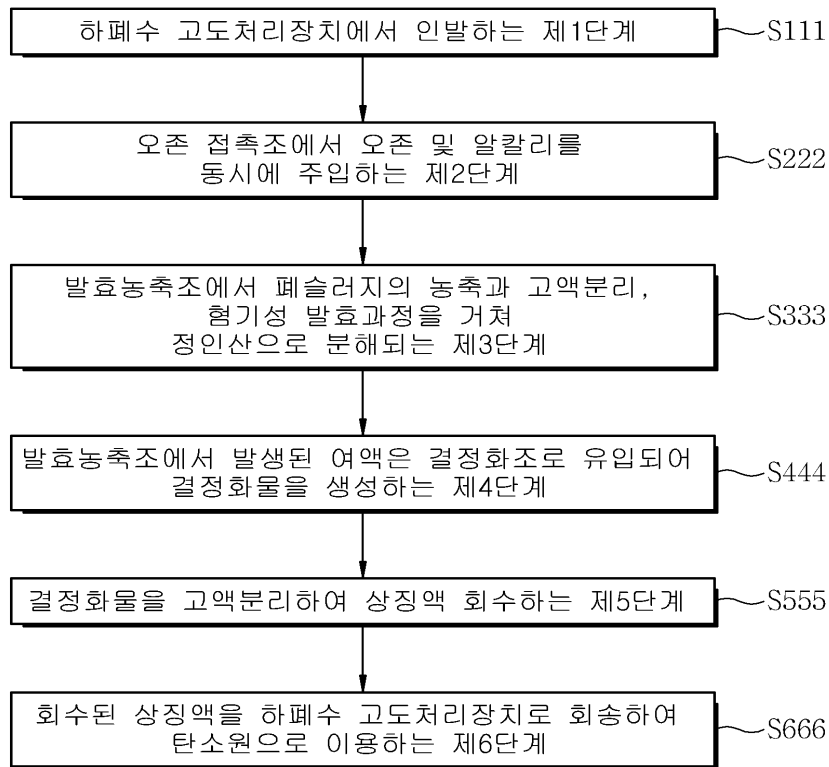 하폐수 고도처리장치에서 인발하는 제1단계
S111
오존 접촉조에서 오존 및 알칼리를
동시에 주입하는 제2단계
S222
발효농축조에서 폐슬러지의 농축과 고액분리,
혐기성 발효과정을 거쳐
정인산으로 분해되는 제3단계
S333
발효농축조에서 발생된 여액은 결정화조로 유입되어
결정화물을 생성하는 제4단계
S444
결정화물을 고액분리하여 상징액 회수하는 제5단계
S555
회수된 상징액을 하폐수 고도처리장치로 회송하여
탄소원으로 이용하는 제6단계
S666